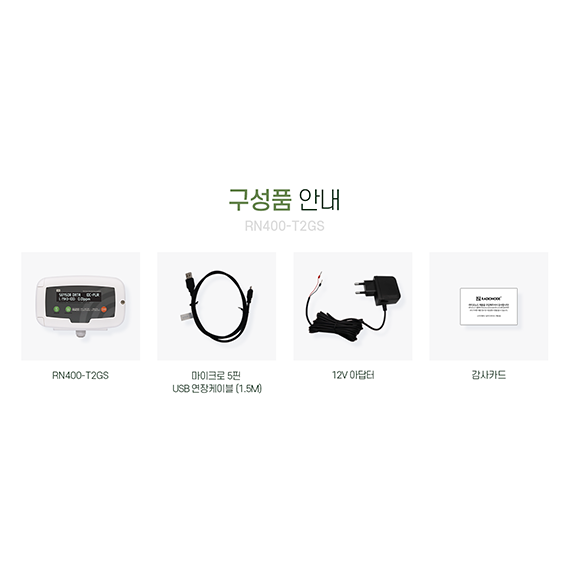 구성품 안내
RN400-T2GS
RADIONODE
RN400-T2GS
마이크로 5핀
USB 연장케이블 (1.5M)
12V 아답터
감사카드